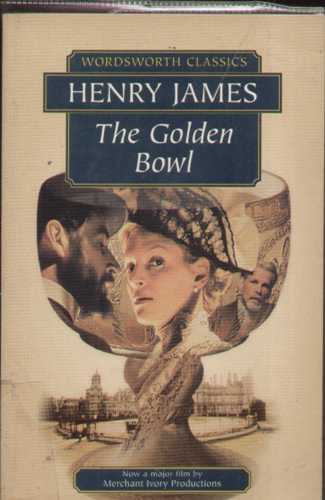 WORDSWORTH CLASSICS
HENRY JAMES
The Golden
Bowl
Now a major film by
Merchant Ivory Productions